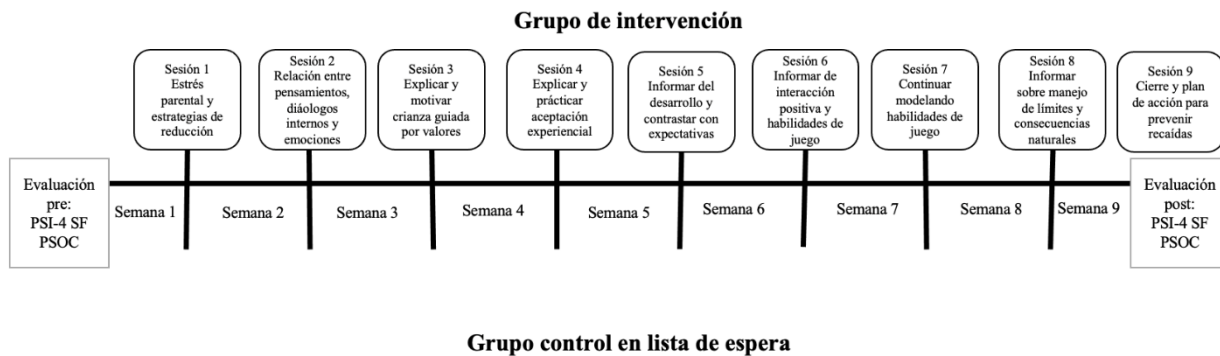 Grupo de intervención
Sesión 1
Estrés
parental y
estrategias de
reducción
Sesión 2
Relación entre
pensamientos,
diáologos
internos y
emociones
Sesión 3
Explicar y
motivar
crianza guiada
por valores
Sesión 4
Explicar y
prácticar
aceptación
experiencial
Sesión 5
Informar del
desarrollo y
contrastar con
expectativas
Sesión 6
Informar de
interacción
positiva y
habilidades de
juego
Sesión 7
Continuar
modelando
habilidades de
juego
Sesión 8
Informar
sobre manejo de
límites y
consecuencias
naturales
Sesión 9
Cierre y plan
de acción para
prevenir
recaídas
Evaluación
pre:
PSI-4 SF
PSOC
Semana 1
Semana 2
Semana 3
Semana 4
Semana 5
Semana 6
Semana 7
Semana 8
Semana 9
Evaluación
post:
PSI-4 SF
PSOC
Grupo control en lista de espera